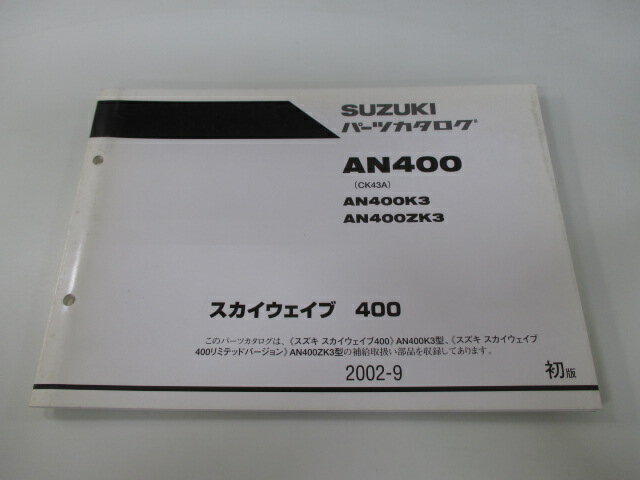 SUZUKI
パーツカタログ
AN400
(CK43A)
AN400K3
AN400ZK3
スカイウェイブ 400
このパーツカタログは、《スズキ スカイウェイブ400》AN400K3型、《スズキ スカイウェイブ
400リミテッドバージョン》AN400ZK3型の補給取扱い部品を収録してあります。
2002-9
初版